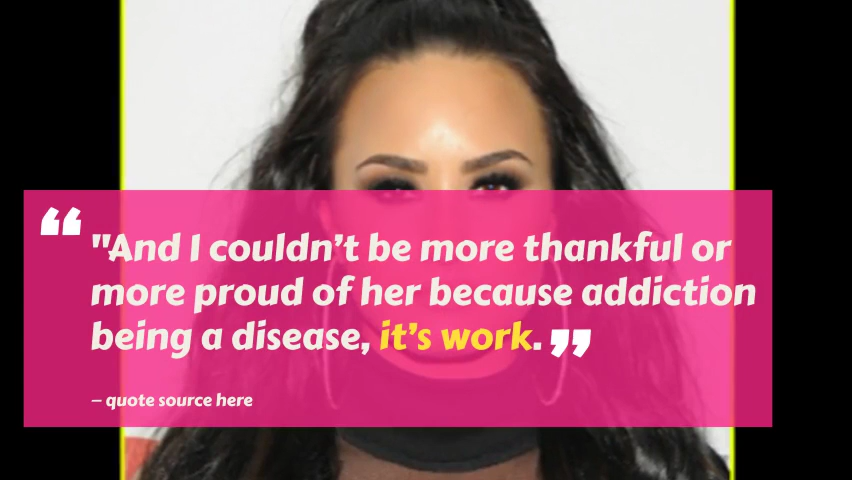 “
"And I couldn’t be more thankful or
more proud of her because addiction
being a disease, it’s work. ”
– quote source here